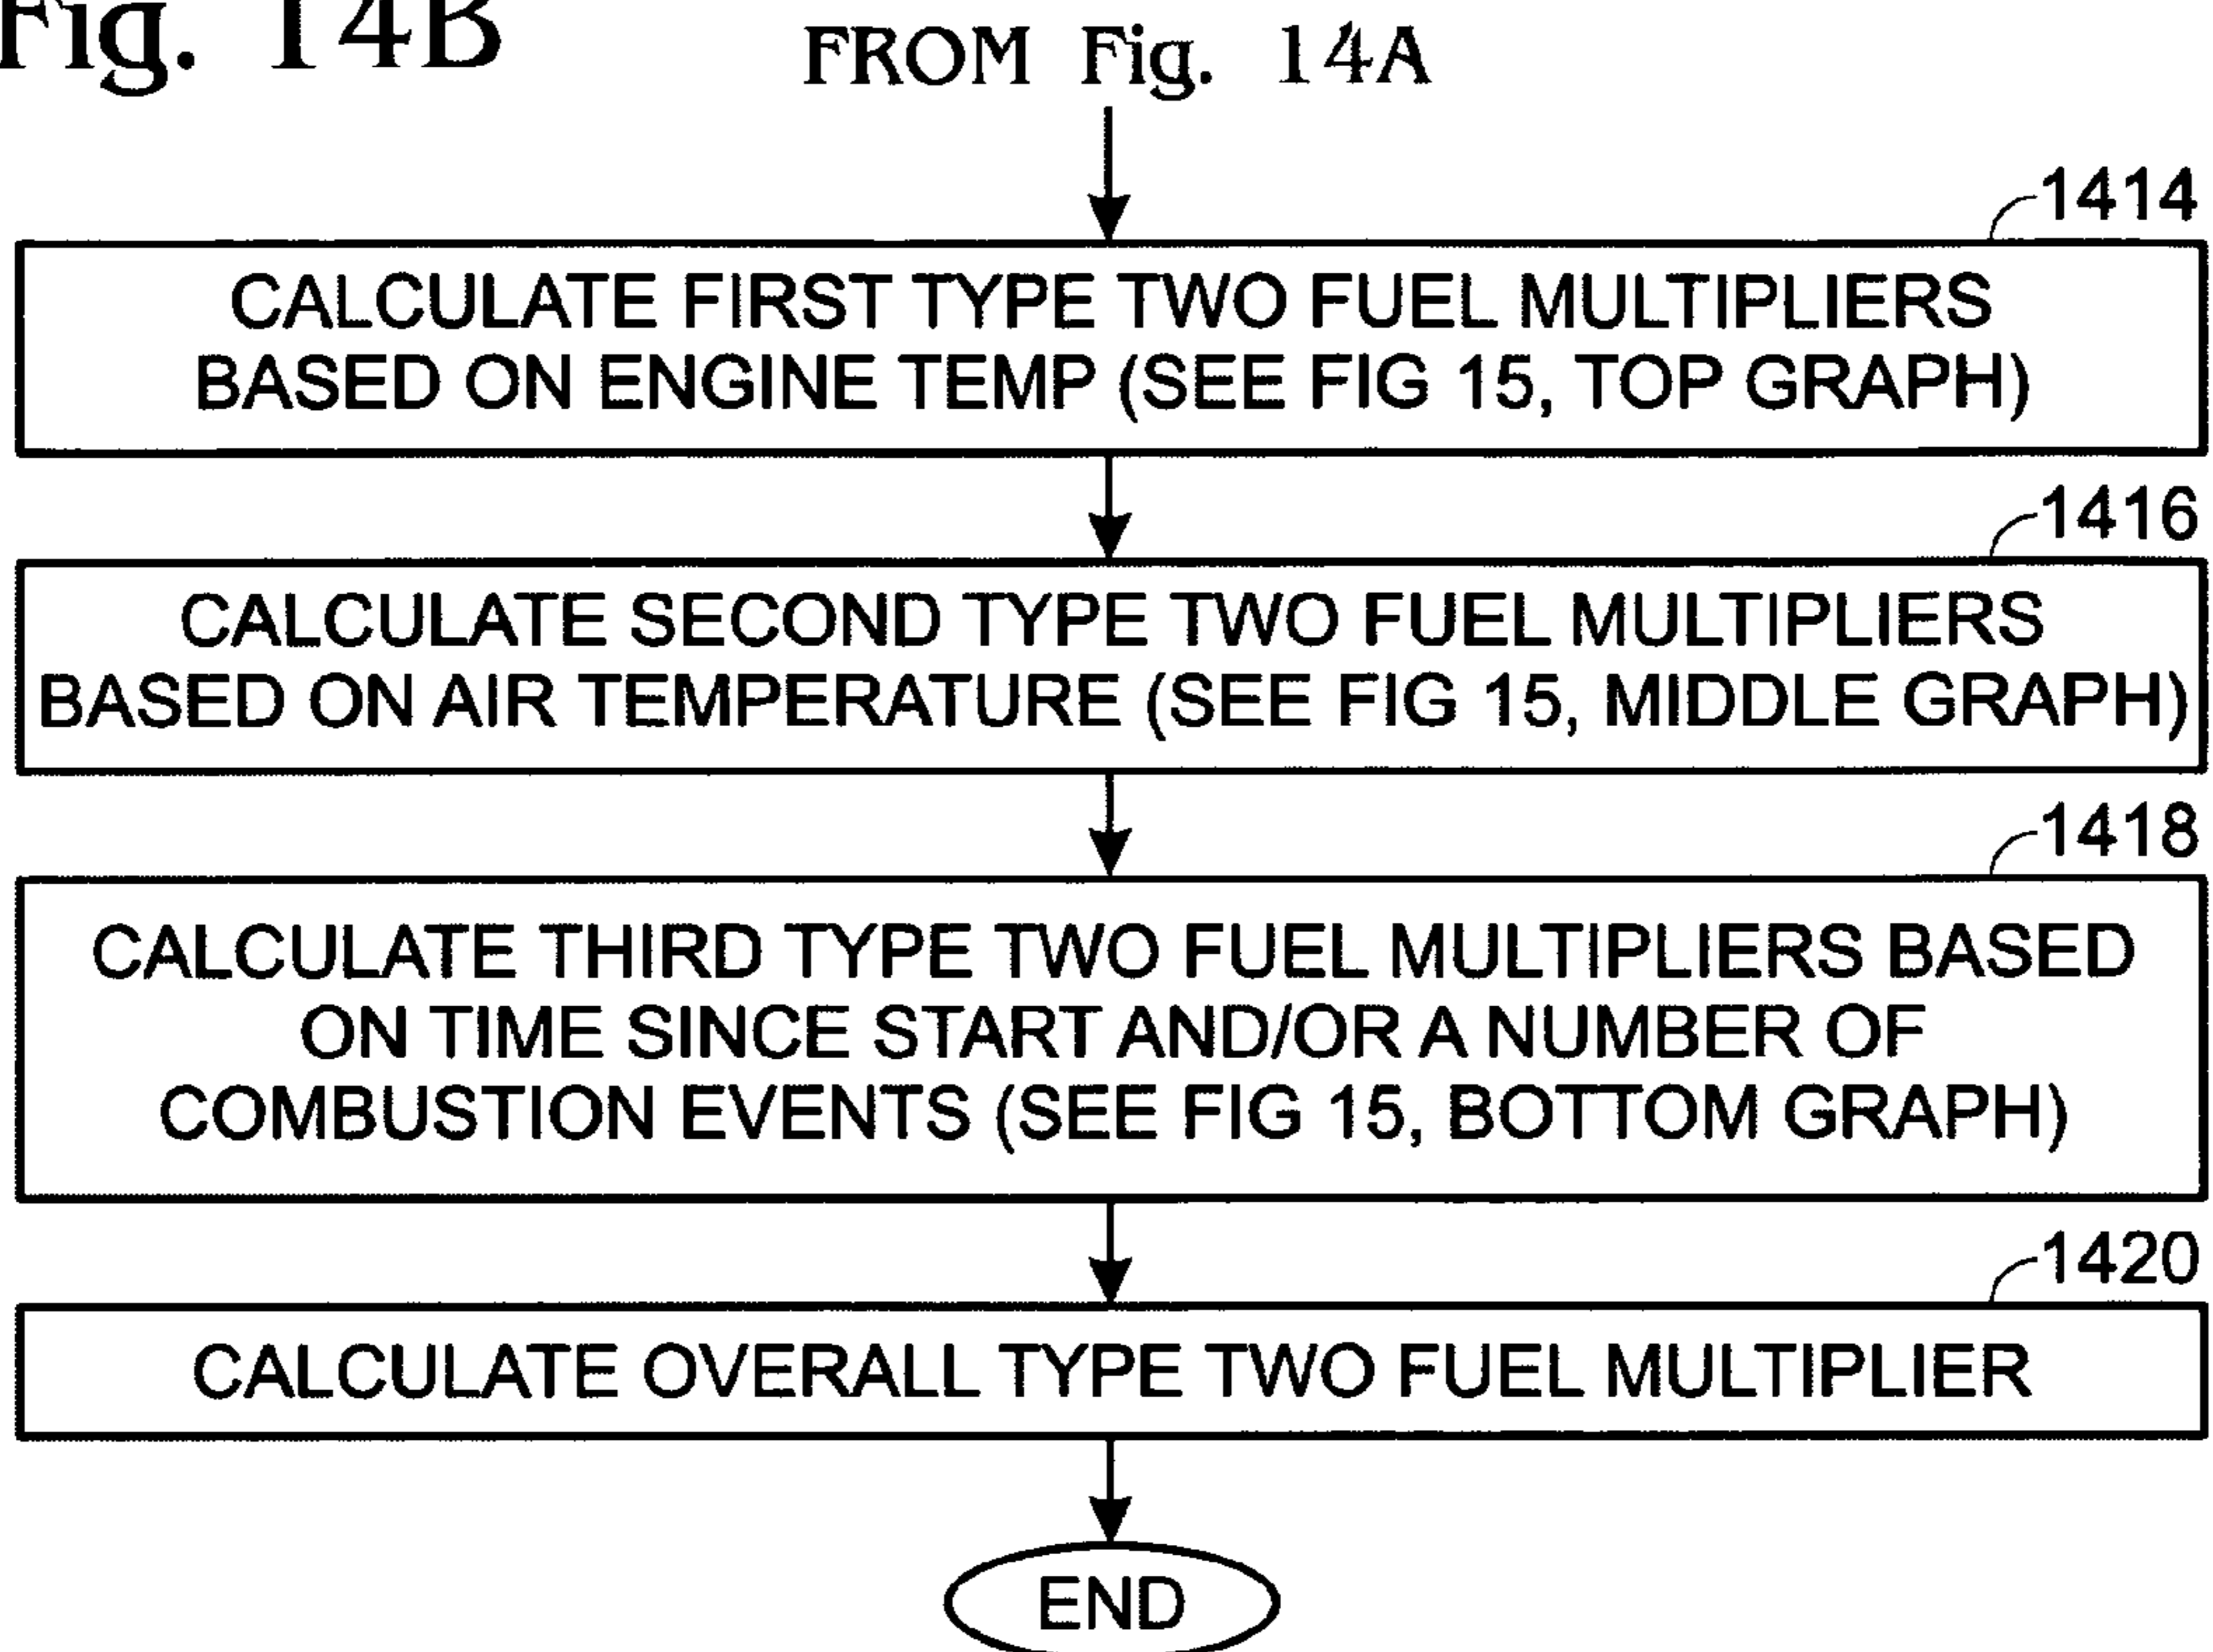 Fig. 14B
FROM Fig. 14A
1414
CALCULATE FIRST TYPE TWO FUEL MULTIPLIERS
BASED ON ENGINE TEMP (SEE FIG 15, TOP GRAPH)
1416
CALCULATE SECOND TYPE TWO FUEL MULTIPLIERS
BASED ON AIR TEMPERATURE (SEE FIG 15, MIDDLE GRAPH)
1418
CALCULATE THIRD TYPE TWO FUEL MULTIPLIERS BASED
ON TIME SINCE START AND/OR A NUMBER OF
COMBUSTION EVENTS (SEE FIG 15, BOTTOM GRAPH)
1420
CALCULATE OVERALL TYPE TWO FUEL MULTIPLIER
END